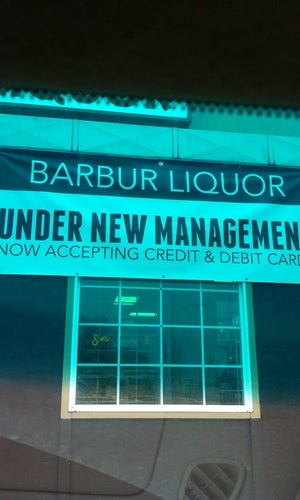 BARBUR LIQUOR
UNDER NEW MANAGEMEN
NOW ACCEPTING CREDIT & DEBIT CARD